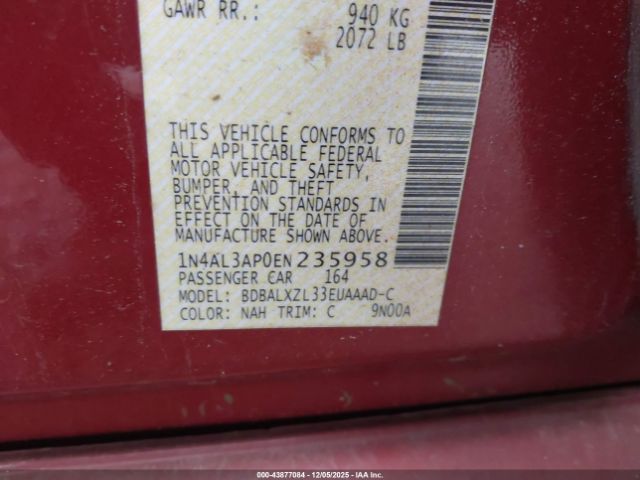 GAWR RR.: 940 KG
2072 LB
THIS VEHICLE CONFORMS TO
ALL APPLICABLE FEDERAL
MOTOR VEHICLE SAFETY,
BUMPER, AND THEFT
PREVENTION STANDARDS IN
EFFECT ON THE DATE OF
MANUFACTURE SHOWN ABOVE.
1N4AL3AP0EN235958
PASSENGER CAR 164
MODEL: BDBALXZL33EUAAAD-C
COLOR: NAH TRIM: C 9N00A
000-43877084 * 12/05/2025 * IAA Inc.